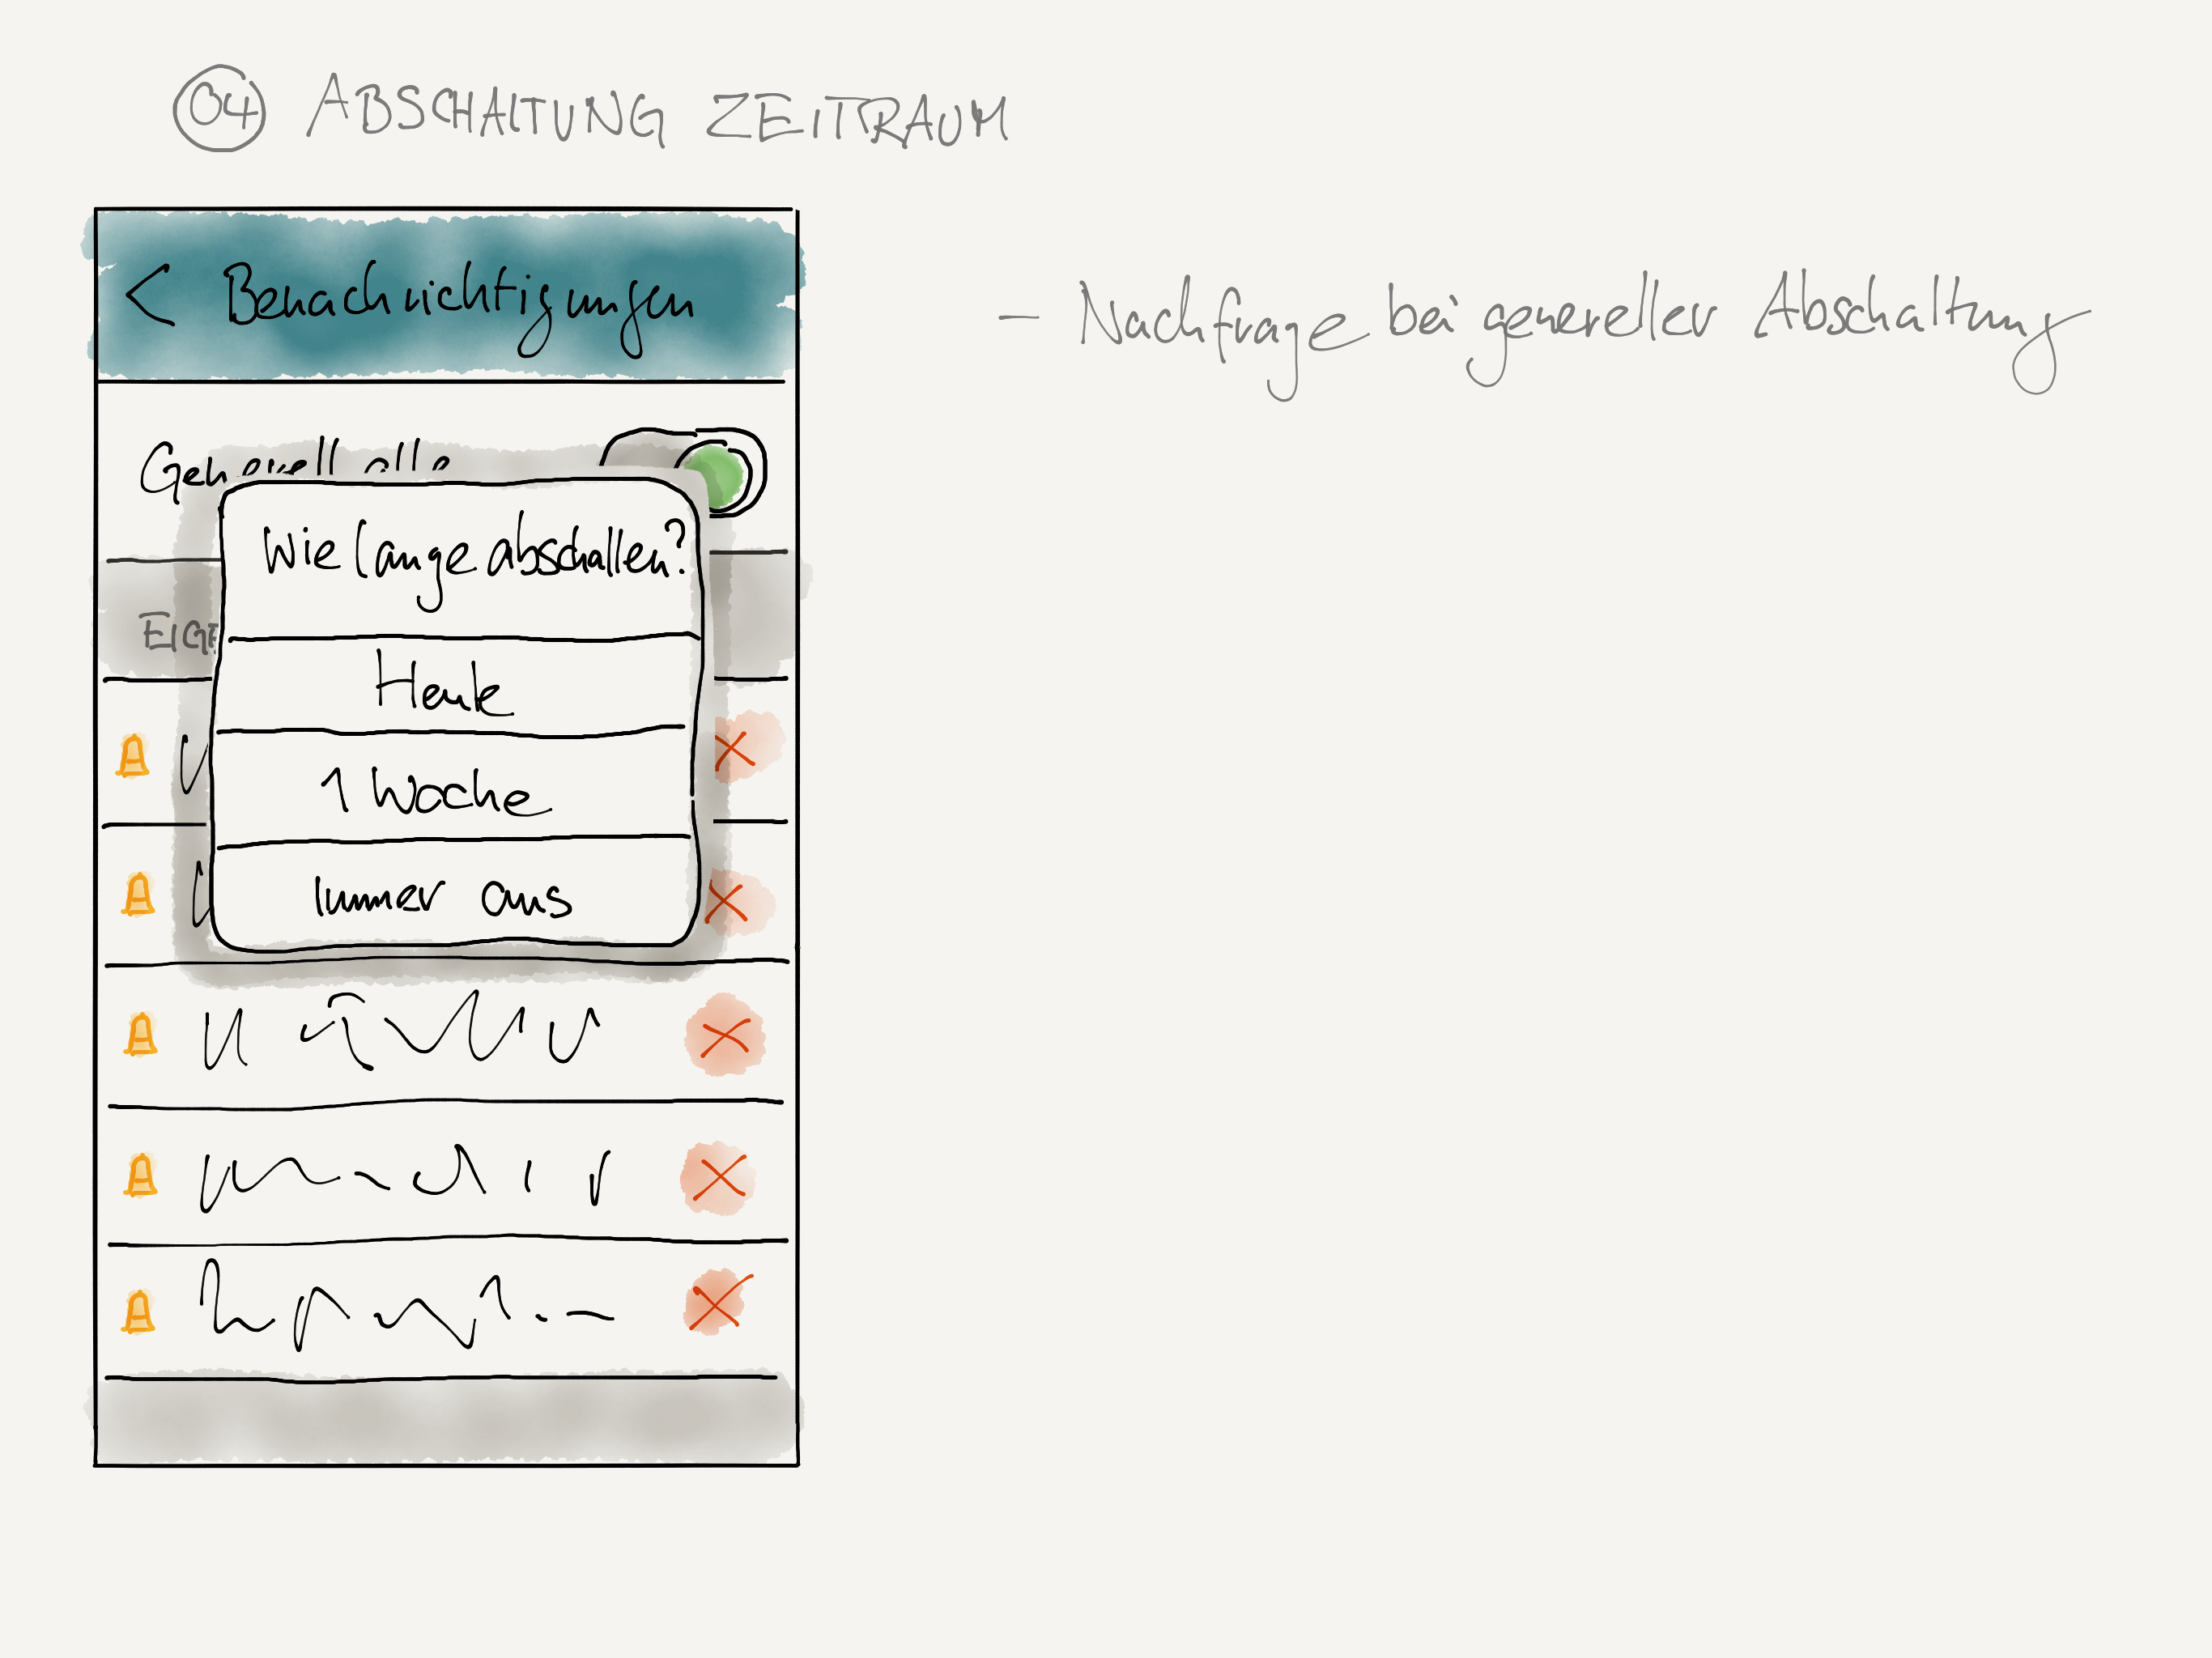 04 ABSCHALTUNG ZEITRAUM
< Benachrichtigungen
- Nachfrage bei genereller Abschaltung
Generell alle
Wie lange abschalten?
EIGE
Heute
1 Woche
Immer aus